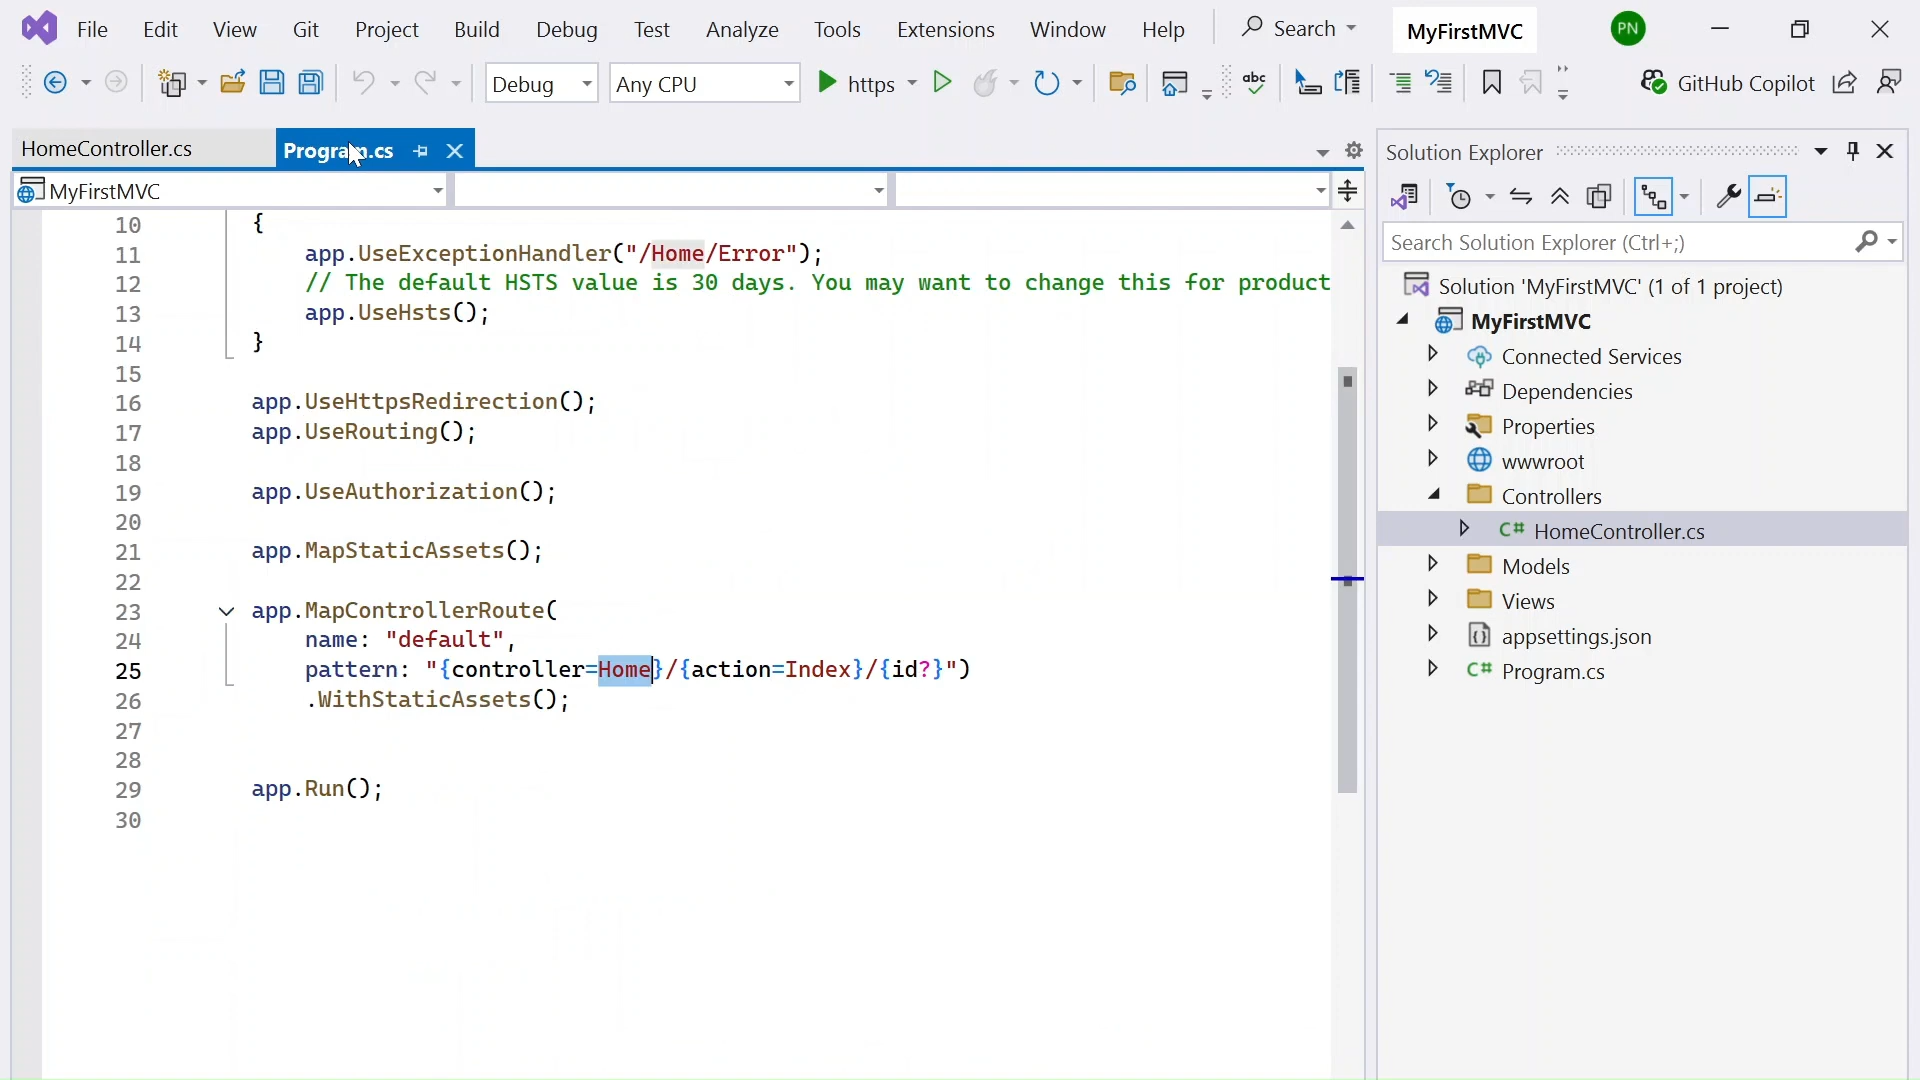 File Edit View Git Project Build Debug Test Analyze Tools Extensions Window Help Search MyFirstMVC PN
Debug Any CPU https abc GitHub Copilot
HomeController.cs Program.cs
MyFirstMVC
10 {
11 app.UseExceptionHandler("/Home/Error");
12 // The default HSTS value is 30 days. You may want to change this for product
13 app.UseHsts();
14 }
15
16 app.UseHttpsRedirection();
17 app.UseRouting();
18
19 app.UseAuthorization();
20
21 app.MapStaticAssets();
22
23 app.MapControllerRoute(
24 name: "default",
25 pattern: "{controller=Home}/{action=Index}/{id?}")
26 .WithStaticAssets();
27
28
29 app.Run();
30
Solution Explorer
Search Solution Explorer (Ctrl+;)
Solution 'MyFirstMVC' (1 of 1 project)
MyFirstMVC
Connected Services
Dependencies
Properties
wwwroot
Controllers
C# HomeController.cs
Models
Views
appsettings.json
C# Program.cs